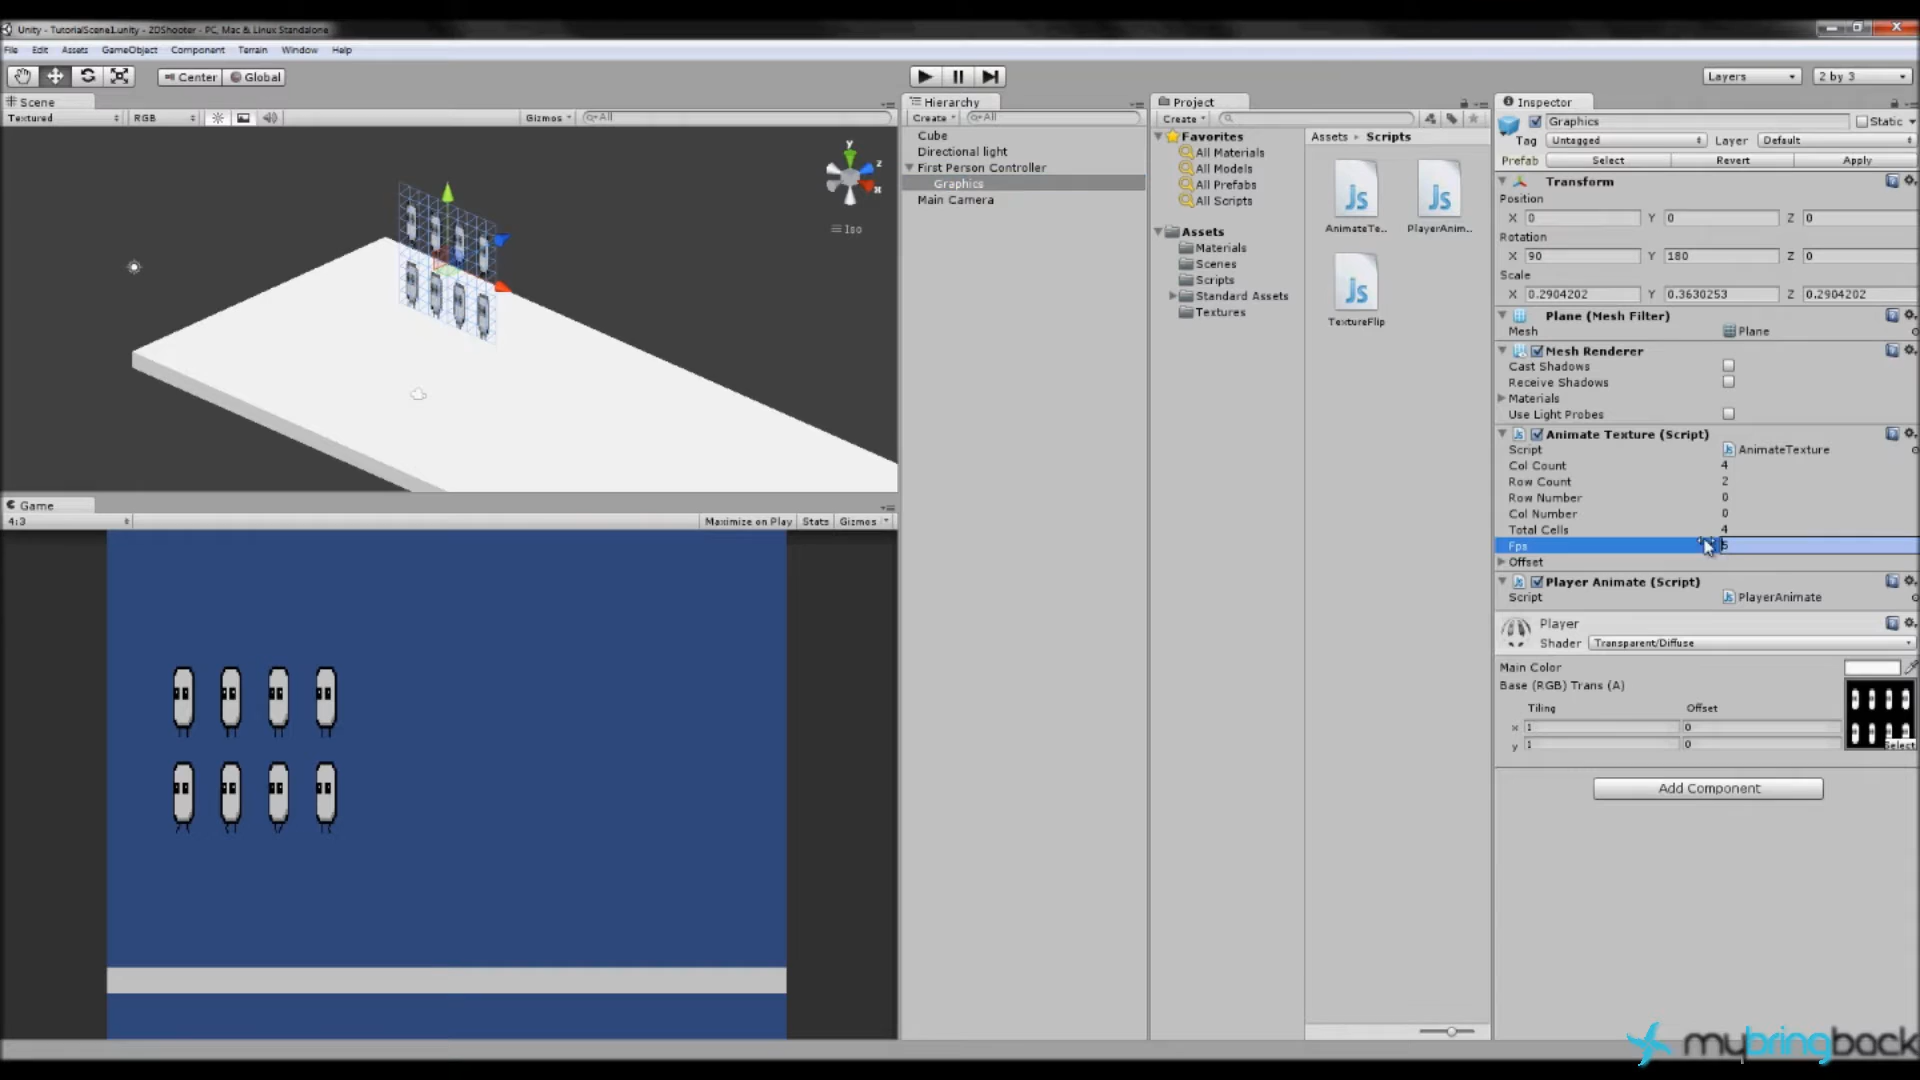 Unity - TutorialScene1.unity - 2DShooter - PC, Mac & Linux Standalone
File Edit Assets GameObject Component Terrain Window Help
Center Global
Layers 2 by 3
Scene
Textured RGB Gizmos All
y
z
x
Iso
Game
4:3 Maximize on Play Stats Gizmos
Hierarchy
Create All
Cube
Directional light
First Person Controller
Graphics
Main Camera
Project
Create
Favorites
All Materials
All Models
All Prefabs
All Scripts
Assets
Materials
Scenes
Scripts
Standard Assets
Textures
Assets Scripts
Js Js
AnimateTe... PlayerAnim...
Js
TextureFlip
Inspector
Graphics Static
Tag Untagged Layer Default
Prefab Select Revert Apply
Transform
Position
X 0 Y 0 Z 0
Rotation
X 90 Y 180 Z 0
Scale
X 0.2904202 Y 0.3630253 Z 0.2904202
Plane (Mesh Filter)
Mesh Plane
Mesh Renderer
Cast Shadows
Receive Shadows
Materials
Use Light Probes
Animate Texture (Script)
Script AnimateTexture
Col Count 4
Row Count 2
Row Number 0
Col Number 0
Total Cells 4
Fps 5
Offset
Player Animate (Script)
Script PlayerAnimate
Player
Shader Transparent/Diffuse
Main Color
Base (RGB) Trans (A)
Tiling Offset
x 1 0
y 1 0
Select
Add Component
mybringback